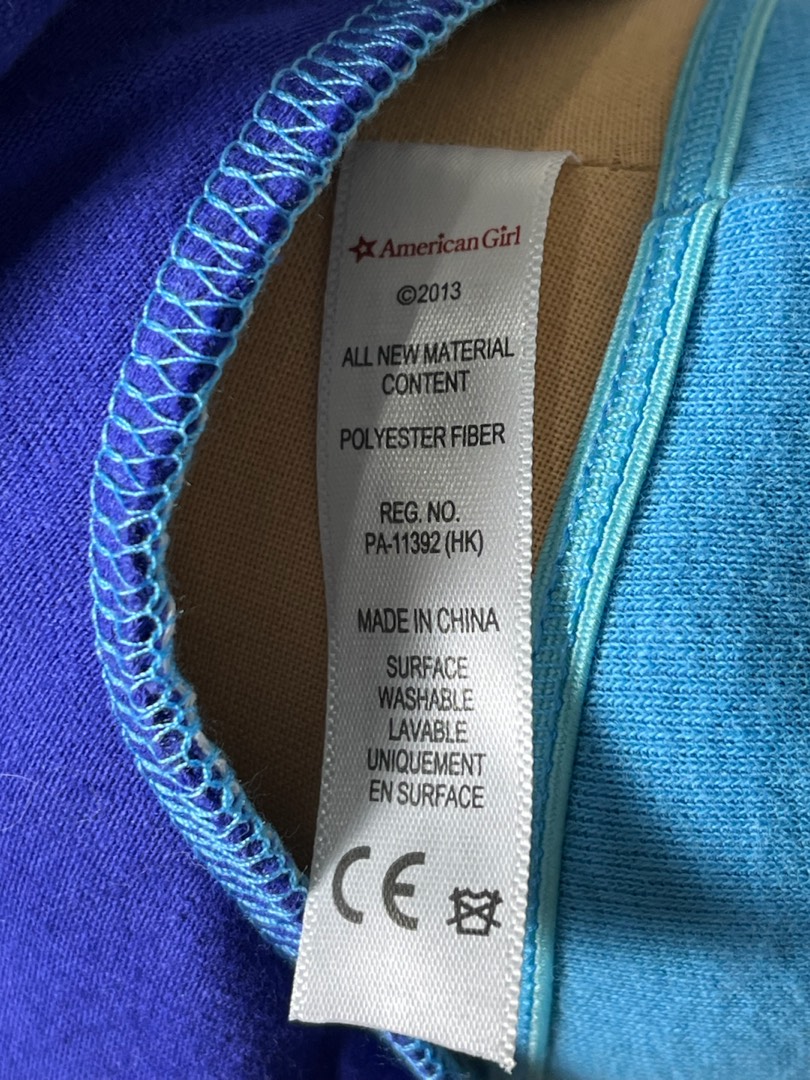 American Girl
©2013
ALL NEW MATERIAL
CONTENT
POLYESTER FIBER
REG. NO.
PA-11392 (HK)
MADE IN CHINA
SURFACE
WASHABLE
LAVABLE
UNIQUEMENT
EN SURFACE
CE